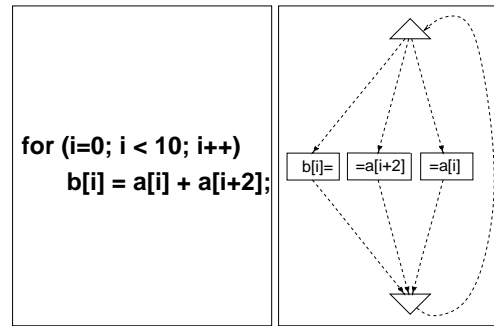 for (i=0; i < 10; i++)
b[i] = a[i] + a[i+2];
b[i]=
=a[i+2]
=a[i]